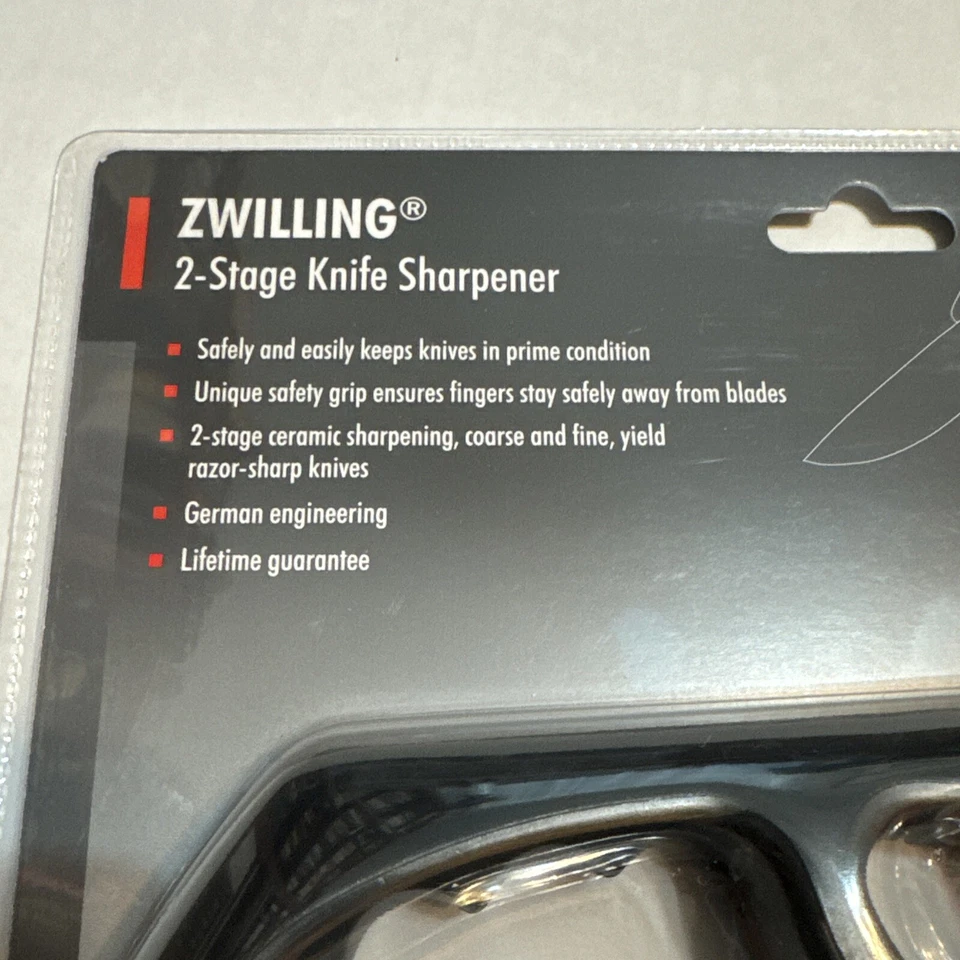 ZWILLING®
2-Stage Knife Sharpener
Safely and easily keeps knives in prime condition
Unique safety grip ensures fingers stay safely away from blades
2-stage ceramic sharpening, coarse and fine, yield
razor-sharp knives
German engineering
Lifetime guarantee